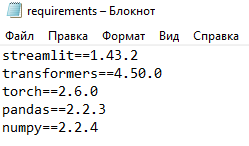 requirements – Блокнот
Файл Правка Формат Вид Справка
streamlit==1.43.2
transformers==4.50.0
torch==2.6.0
pandas==2.2.3
numpy==2.2.4